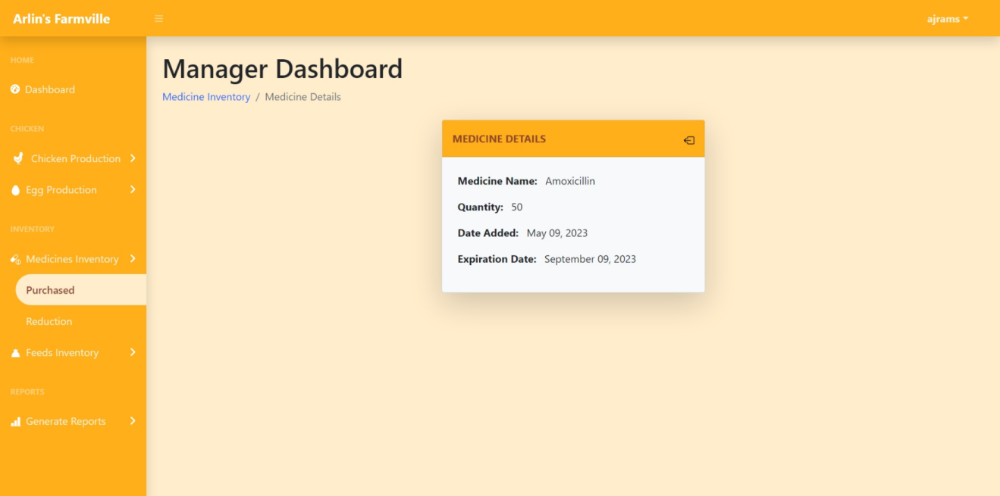 Arlin's Farmville
ajrams
HOME
Dashboard
CHICKEN
Chicken Production
Egg Production
INVENTORY
Medicines Inventory
Purchased
Reduction
Feeds Inventory
REPORTS
Generate Reports
Manager Dashboard
Medicine Inventory / Medicine Details
MEDICINE DETAILS
Medicine Name: Amoxicillin
Quantity: 50
Date Added: May 09, 2023
Expiration Date: September 09, 2023